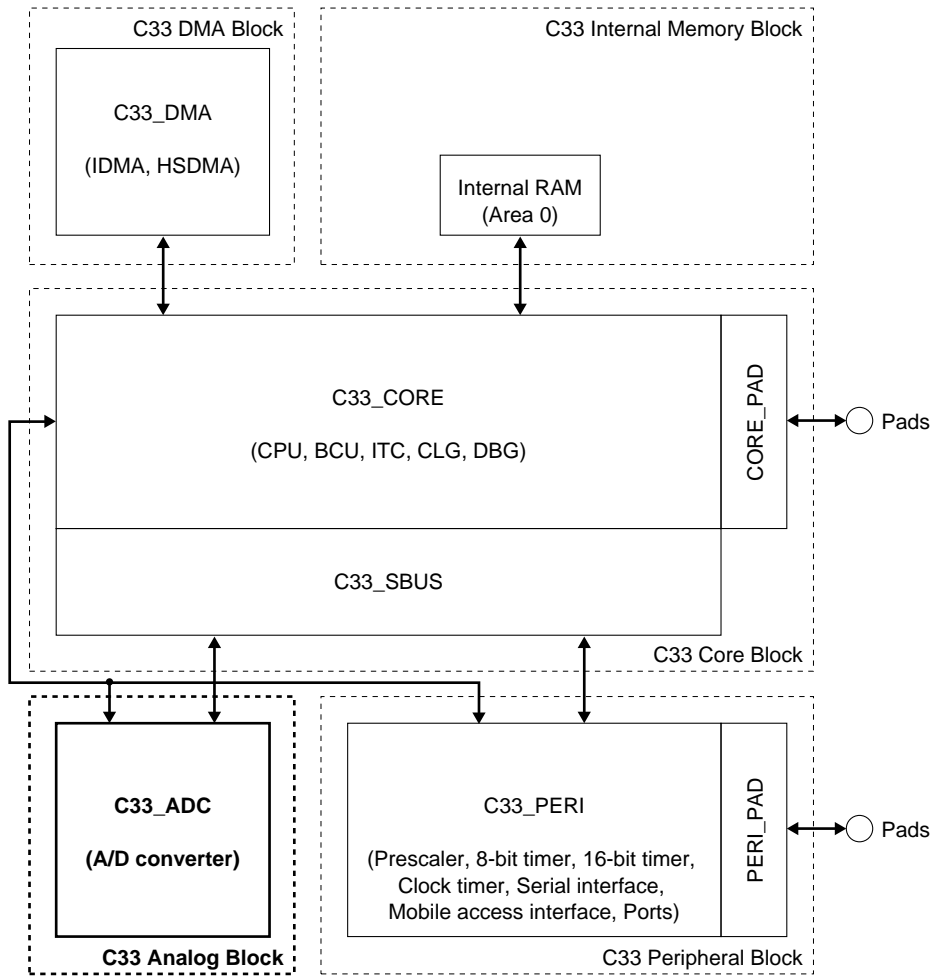 C33 DMA Block
C33 Internal Memory Block
C33_DMA
(IDMA, HSDMA)
Internal RAM
(Area 0)
C33_CORE
(CPU, BCU, ITC, CLG, DBG)
CORE_PAD
Pads
C33_SBUS
C33 Core Block
C33_ADC
(A/D converter)
C33 Analog Block
C33_PERI
(Prescaler, 8-bit timer, 16-bit timer,
Clock timer, Serial interface,
Mobile access interface, Ports)
PERI_PAD
Pads
C33 Peripheral Block